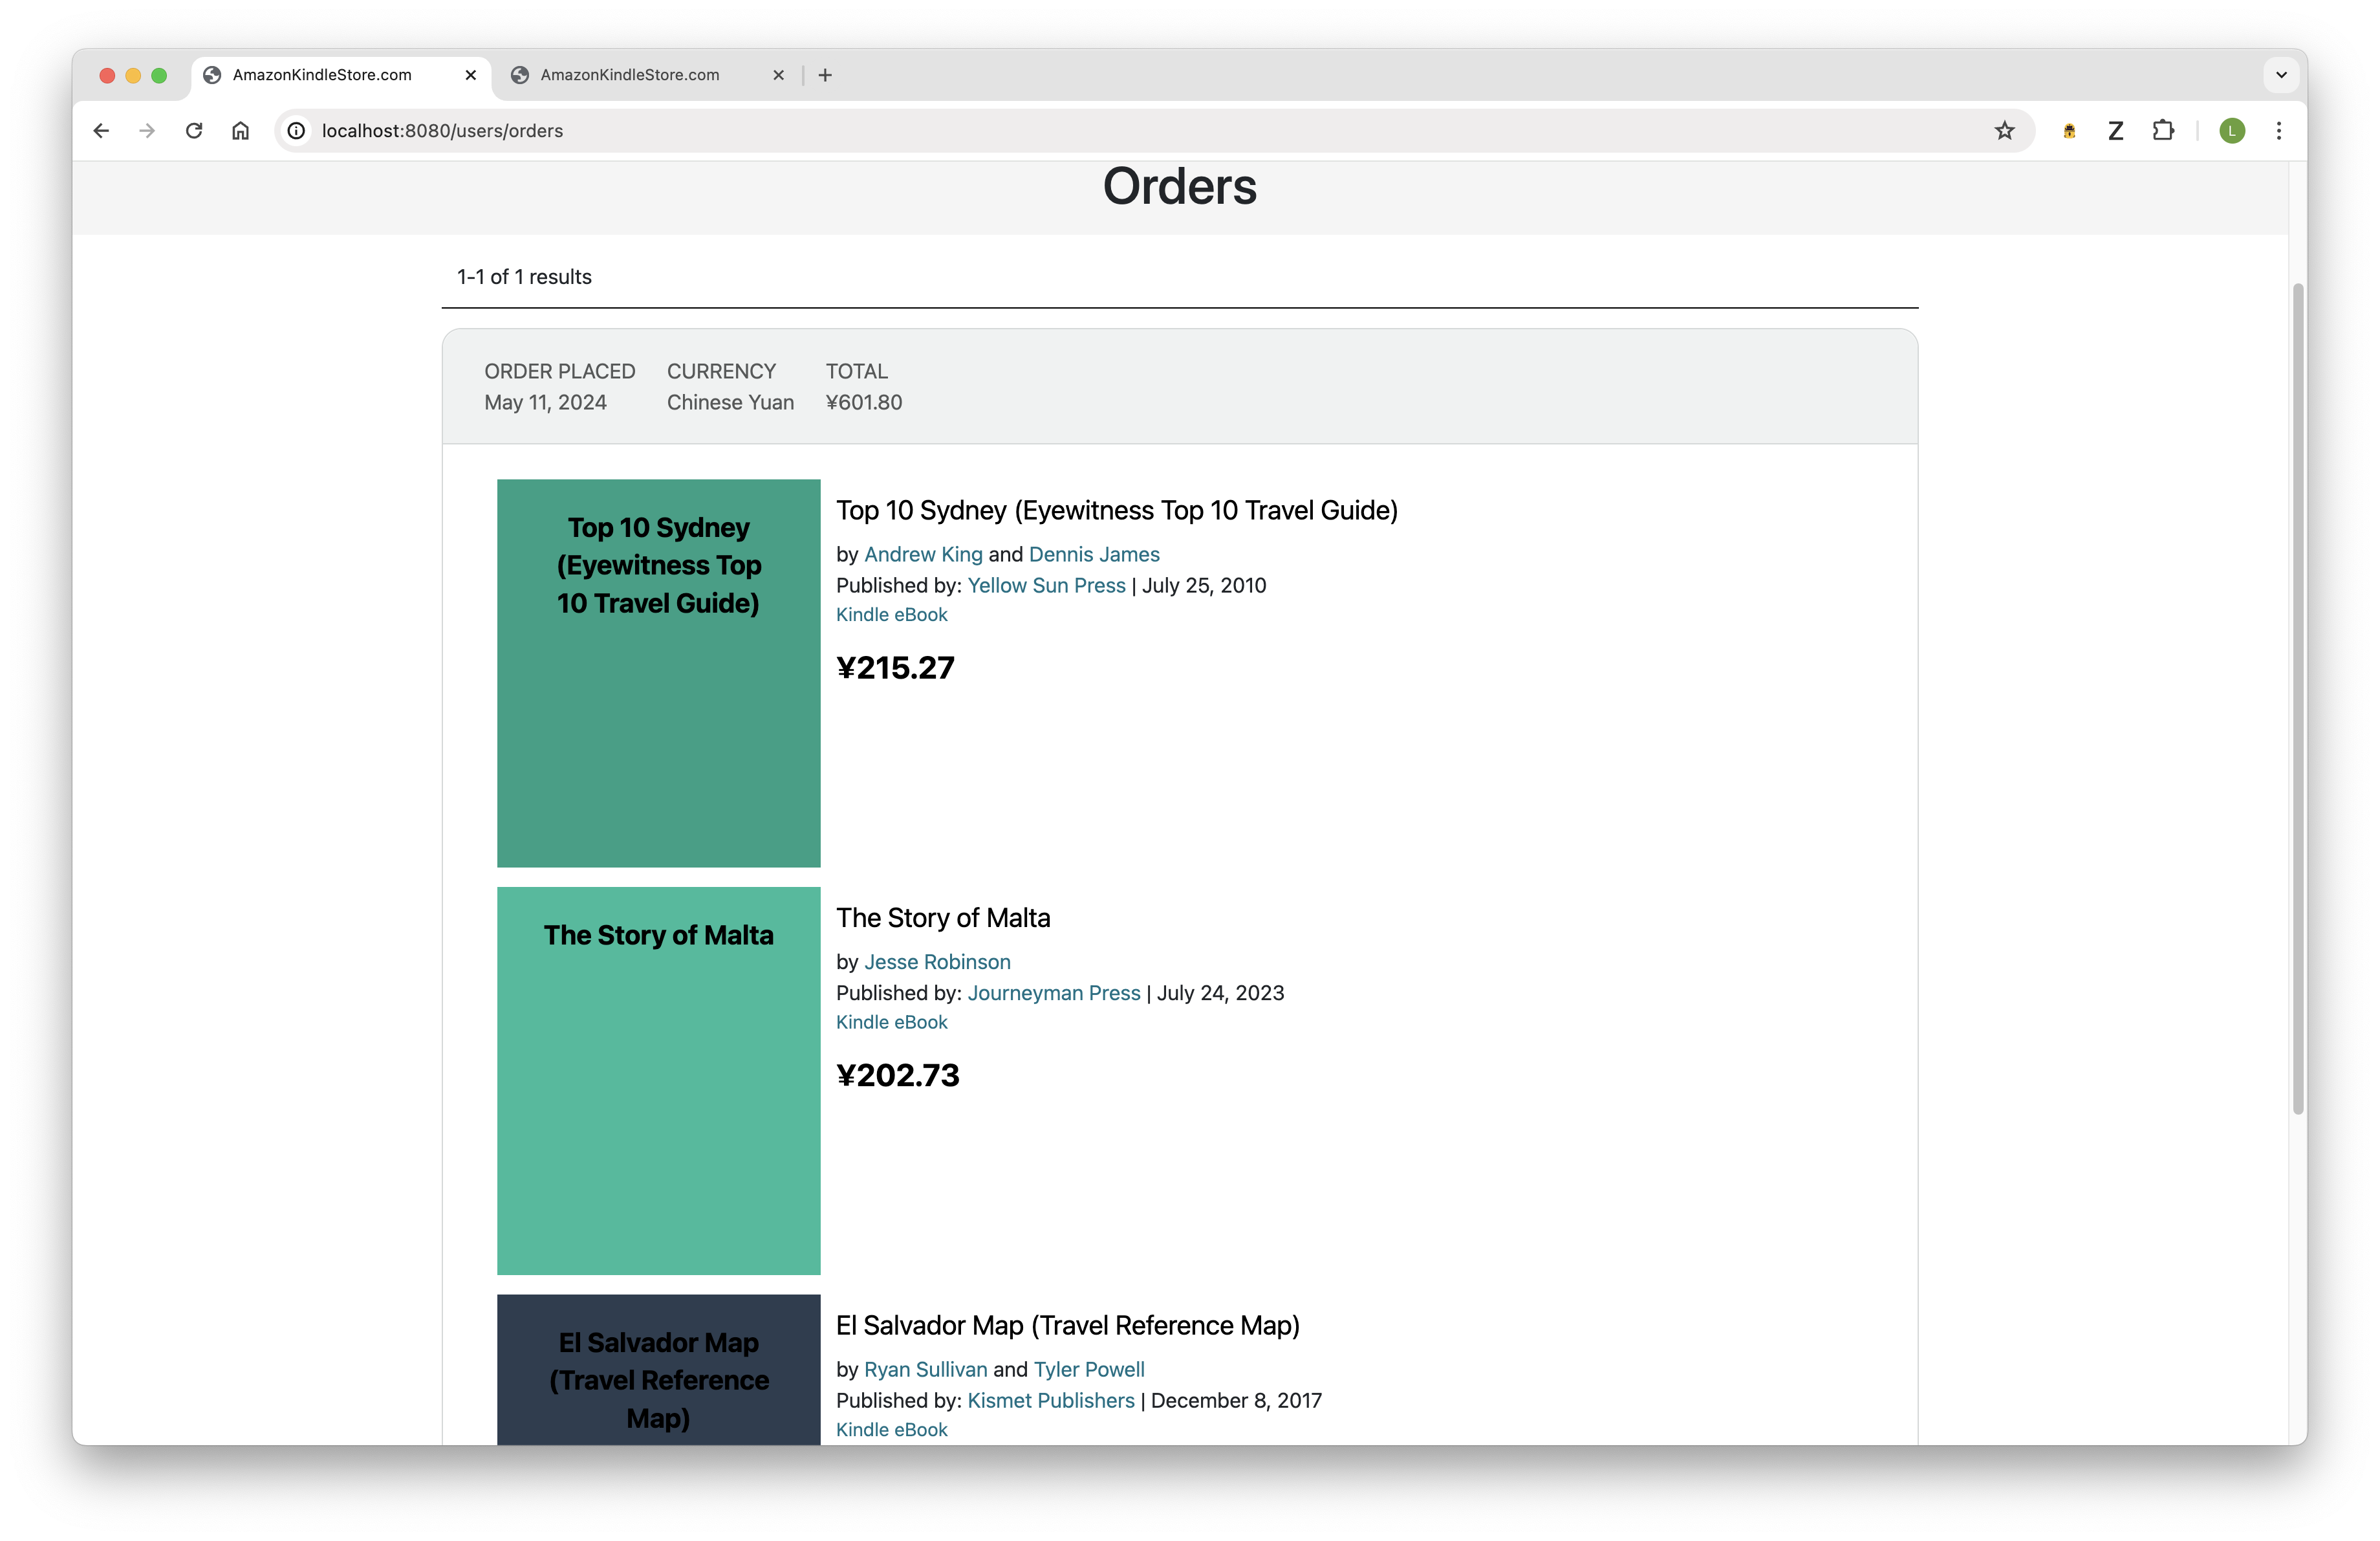 AmazonKindleStore.com
AmazonKindleStore.com
localhost:8080/users/orders
Z
L
Orders
1-1 of 1 results
ORDER PLACED CURRENCY TOTAL
May 11, 2024 Chinese Yuan ¥601.80
Top 10 Sydney
(Eyewitness Top
10 Travel Guide)
Top 10 Sydney (Eyewitness Top 10 Travel Guide)
by Andrew King and Dennis James
Published by: Yellow Sun Press | July 25, 2010
Kindle eBook
¥215.27
The Story of Malta
The Story of Malta
by Jesse Robinson
Published by: Journeyman Press | July 24, 2023
Kindle eBook
¥202.73
El Salvador Map
(Travel Reference
Map)
El Salvador Map (Travel Reference Map)
by Ryan Sullivan and Tyler Powell
Published by: Kismet Publishers | December 8, 2017
Kindle eBook